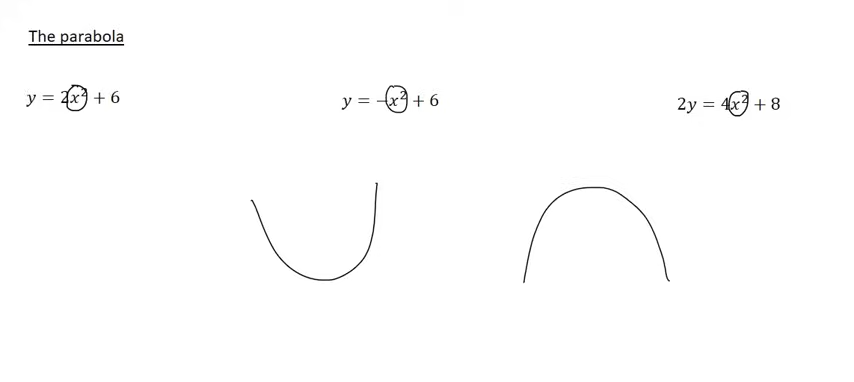 The parabola
y = 2x² + 6
y = −x² + 6
2y = 4x² + 8